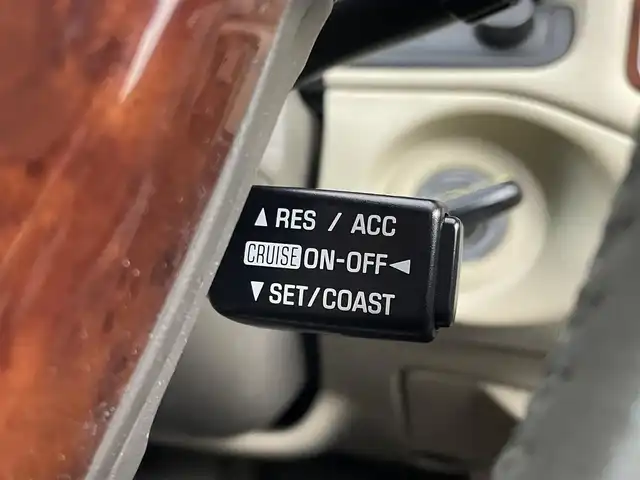 ▲ RES / ACC
CRUISE ON-OFF ◀
▼ SET/COAST